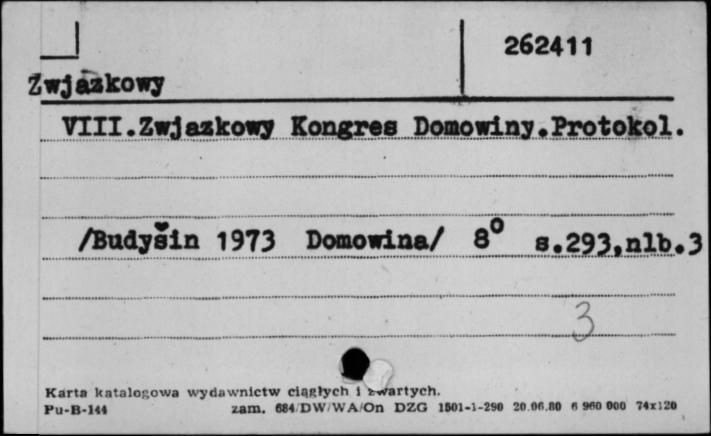 262411
Zwjazkowy
VIII.Zwjazkowy Kongres Domowiny.Protokol.
/Budyšin 1973 Domowina/ 8° s.293,nlb.3
3
Karta katalogowa wydawnictw ciągłych i zwartych.
Pu-B-144 zam. 684/DW/WA/On DZG 1501-1-290 20.06.80 6 960 000 74x120